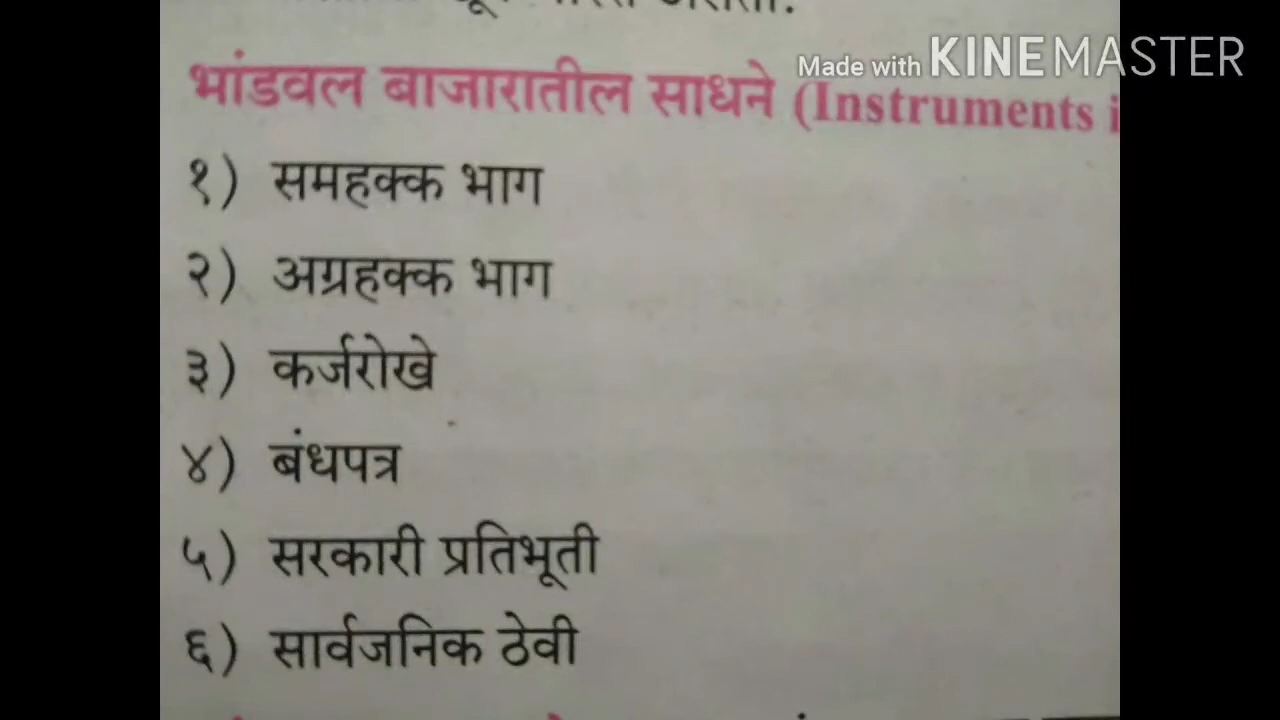 Made with KINEMASTER
भांडवल बाजारातील साधने (Instruments i
१) समहक्क भाग
२) अग्रहक्क भाग
३) कर्जरोखे
४) बंधपत्र
५) सरकारी प्रतिभूती
६) सार्वजनिक ठेवी